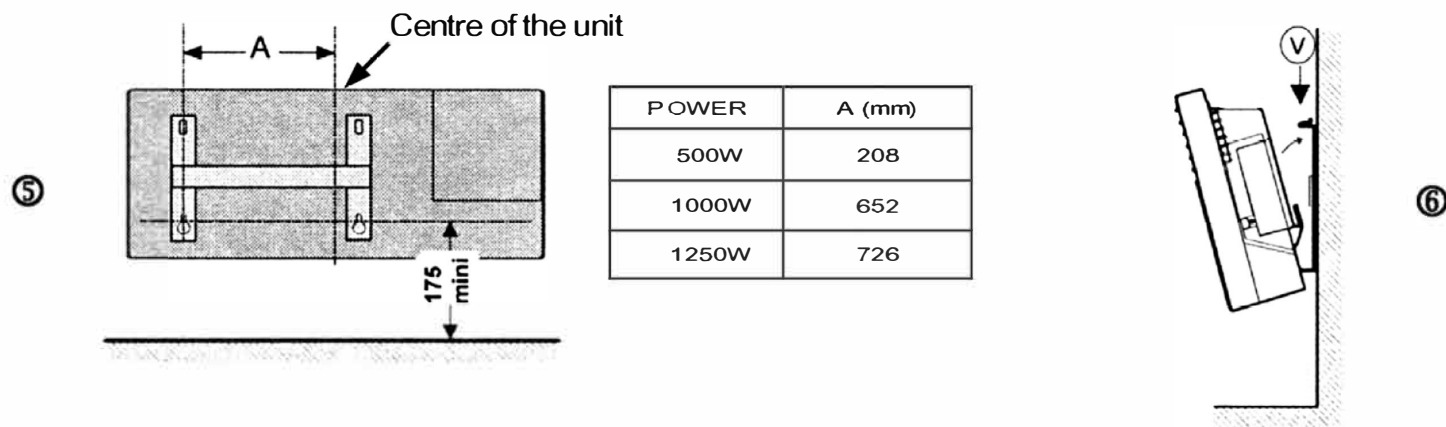 Centre of the unit
A
⑤
175
mini
POWER A (mm)
500W 208
1000W 652
1250W 726
V
⑥